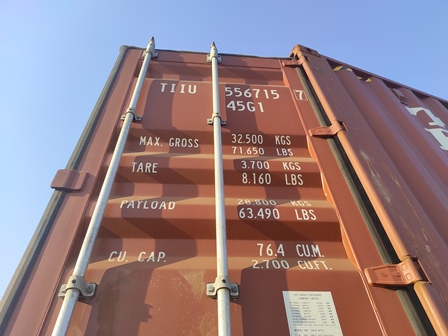 TIIU 556715 7
45G1
MAX. GROSS 32.500 KGS
71.650 LBS
TARE 3.700 KGS
8.160 LBS
PAYLOAD 28.800 KGS
63.490 LBS
CU. CAP. 76.4 CU.M.
2.700 CU.FT.